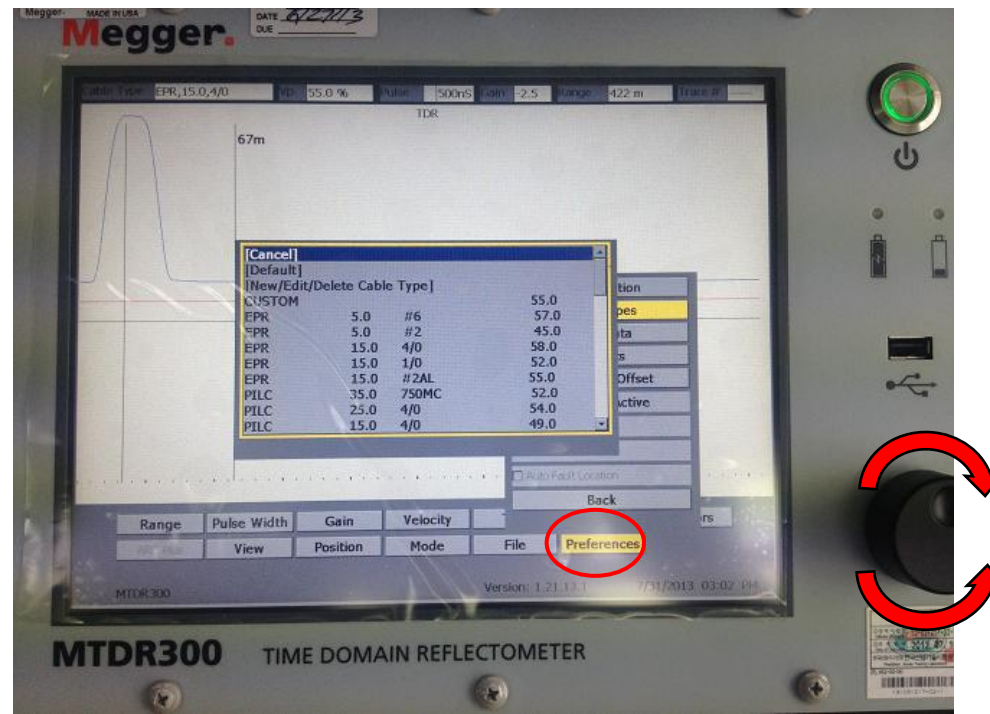 Megger. MADE IN USA
DATE 6/27/13
DUE
Megger.
Cable Type EPR,15.0,4/0 Vp 55.0 % Pulse 500nS Gain -2.5 Range 422 m Trace #
TDR
67m
[Cancel]
[Default]
[New/Edit/Delete Cable Type]
CUSTOM 55.0
EPR 5.0 #6 57.0
EPR 5.0 #2 45.0
EPR 15.0 4/0 58.0
EPR 15.0 1/0 52.0
EPR 15.0 #2AL 55.0
PILC 35.0 750MC 52.0
PILC 25.0 4/0 54.0
PILC 15.0 4/0 49.0
tion
pes
ta
s
Offset
Active
Auto Fault Location
Back
Range Pulse Width Gain Velocity rs
View Position Mode File Preferences
MTDR300 Version: 1.21.13.1 7/31/2013 03:02 PM
MTDR300 TIME DOMAIN REFLECTOMETER